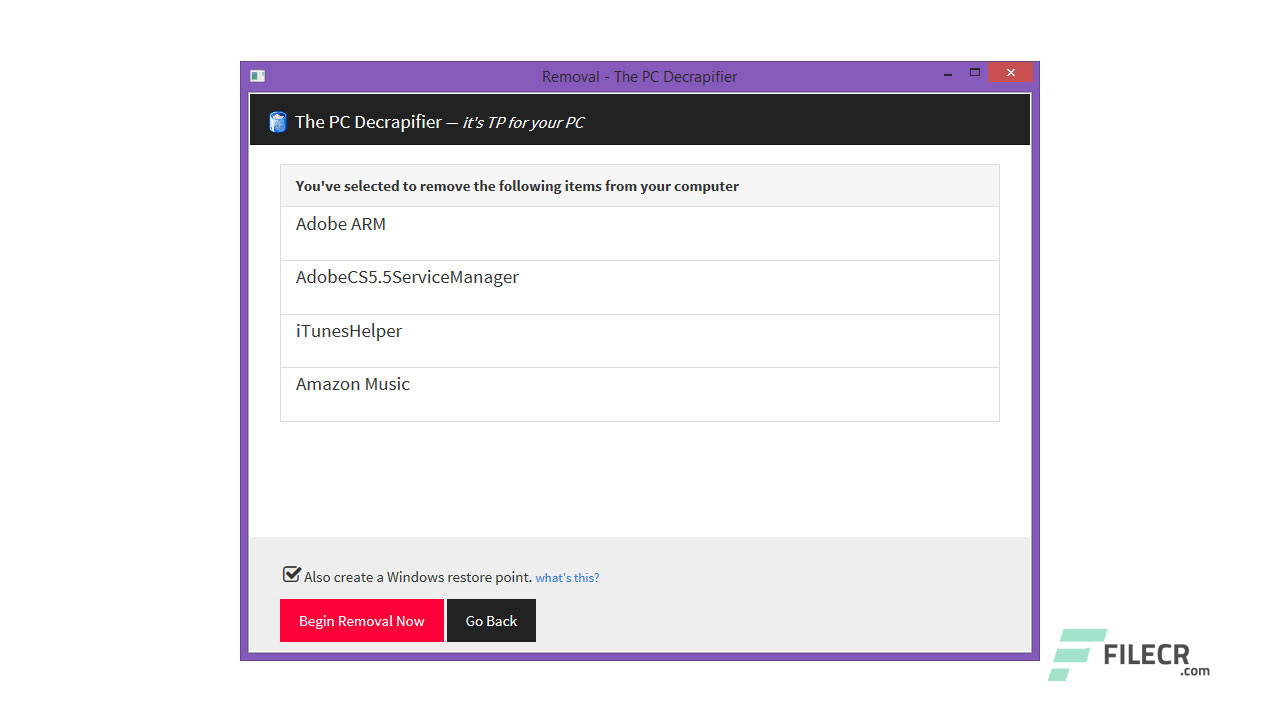 Removal - The PC Decrapifier
The PC Decrapifier — it's TP for your PC
You've selected to remove the following items from your computer
Adobe ARM
AdobeCS5.5ServiceManager
iTunesHelper
Amazon Music
Also create a Windows restore point. what's this?
Begin Removal Now Go Back
FILECR
.com